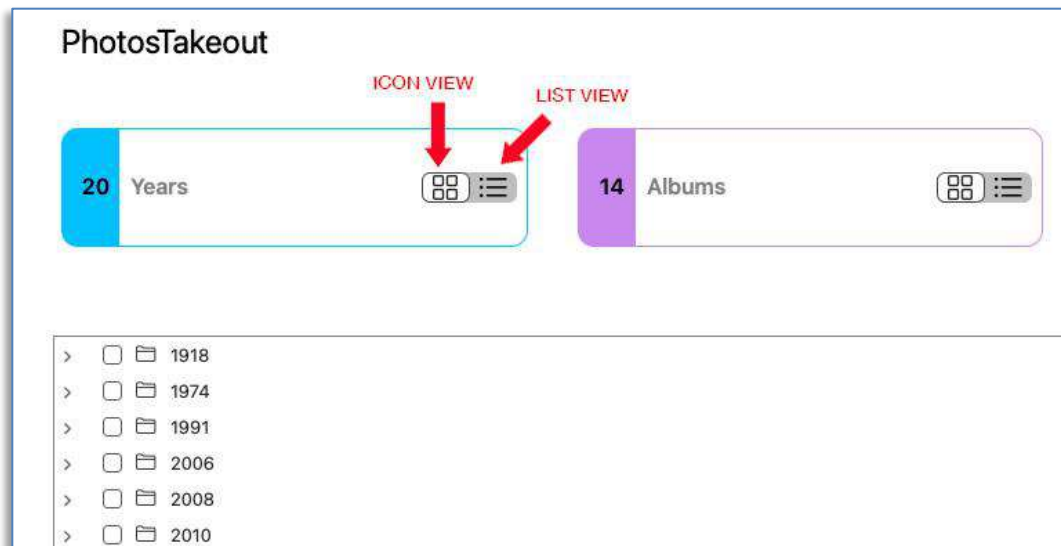 PhotosTakeout
ICON VIEW
LIST VIEW
20 Years
14 Albums
1918
1974
1991
2006
2008
2010